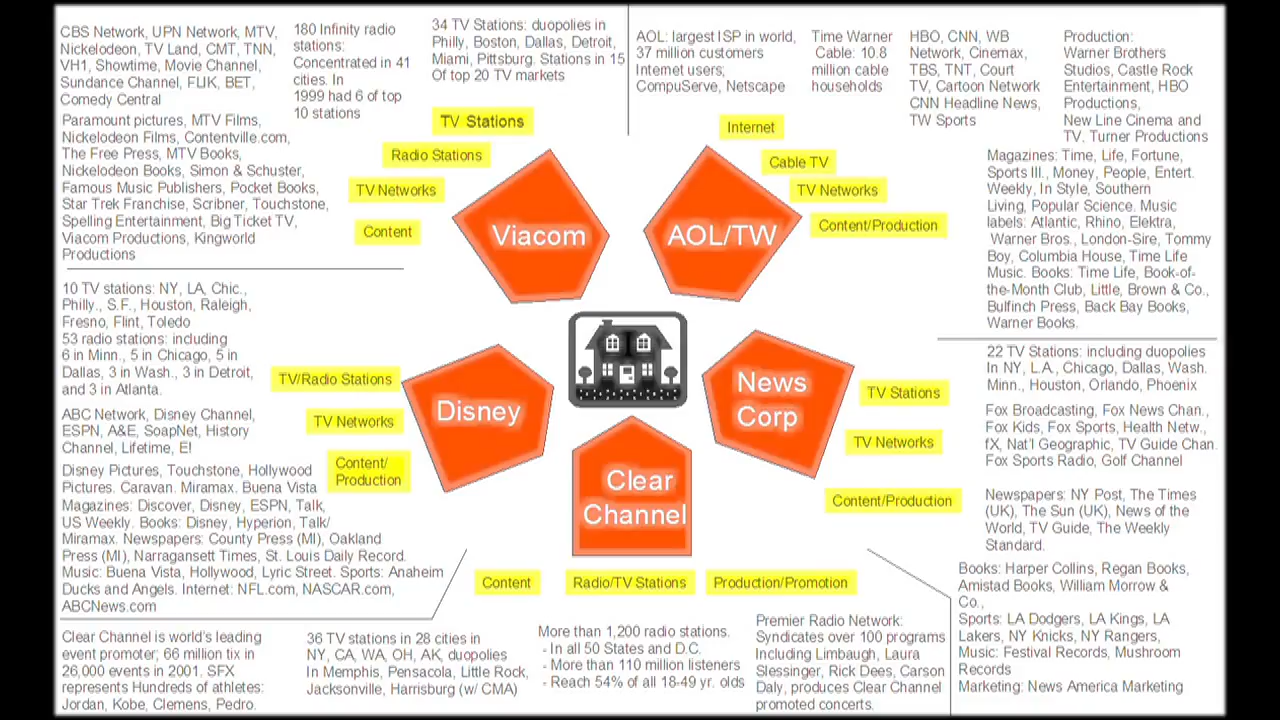 CBS Network, UPN Network, MTV,
Nickelodeon, TV Land, CMT, TNN,
VH1, Showtime, Movie Channel,
Sundance Channel, FLIK, BET,
Comedy Central
Paramount pictures, MTV Films,
Nickelodeon Films, Contentville.com,
The Free Press, MTV Books,
Nickelodeon Books, Simon & Schuster,
Famous Music Publishers, Pocket Books,
Star Trek Franchise, Scribner, Touchstone,
Spelling Entertainment, Big Ticket TV,
Viacom Productions, Kingworld
Productions
180 Infinity radio
stations:
Concentrated in 41
cities. In
1999 had 6 of top
10 stations
34 TV Stations: duopolies in
Philly, Boston, Dallas, Detroit,
Miami, Pittsburg. Stations in 15
Of top 20 TV markets
TV Stations
Radio Stations
TV Networks
Content
Viacom
AOL: largest ISP in world,
37 million customers
Internet users;
CompuServe, Netscape
Time Warner
Cable: 10.8
million cable
households
HBO, CNN, WB
Network, Cinemax,
TBS, TNT, Court
TV, Cartoon Network
CNN Headline News,
TW Sports
Production:
Warner Brothers
Studios, Castle Rock
Entertainment, HBO
Productions,
New Line Cinema and
TV. Turner Productions
Internet
Cable TV
TV Networks
Content/Production
AOL/TW
Magazines: Time, Life, Fortune,
Sports Ill., Money, People, Entert.
Weekly, In Style, Southern
Living, Popular Science. Music
labels: Atlantic, Rhino, Elektra,
Warner Bros., London-Sire, Tommy
Boy, Columbia House, Time Life
Music. Books: Time Life, Book-of-
the-Month Club, Little, Brown & Co.,
Bulfinch Press, Back Bay Books,
Warner Books.
10 TV stations: NY, LA, Chic.,
Philly., S.F., Houston, Raleigh,
Fresno, Flint, Toledo
53 radio stations: including
6 in Minn., 5 in Chicago, 5 in
Dallas, 3 in Wash., 3 in Detroit,
and 3 in Atlanta.
ABC Network, Disney Channel,
ESPN, A&E, SoapNet, History
Channel, Lifetime, E!
Disney Pictures, Touchstone, Hollywood
Pictures. Caravan. Miramax. Buena Vista
Magazines: Discover, Disney, ESPN, Talk,
US Weekly. Books: Disney, Hyperion, Talk/
Miramax. Newspapers: County Press (MI), Oakland
Press (MI), Narragansett Times, St. Louis Daily Record.
Music: Buena Vista, Hollywood, Lyric Street. Sports: Anaheim
Ducks and Angels. Internet: NFL.com, NASCAR.com,
ABCNews.com
TV/Radio Stations
TV Networks
Content/
Production
Disney
News
Corp
TV Stations
TV Networks
Content/Production
22 TV Stations: including duopolies
In NY, L.A., Chicago, Dallas, Wash.
Minn., Houston, Orlando, Phoenix
Fox Broadcasting, Fox News Chan.,
Fox Kids, Fox Sports, Health Netw.,
fX, Nat'l Geographic, TV Guide Chan.
Fox Sports Radio, Golf Channel
Newspapers: NY Post, The Times
(UK), The Sun (UK), News of the
World, TV Guide, The Weekly
Standard.
Books: Harper Collins, Regan Books,
Amistad Books, William Morrow &
Co.,
Sports: LA Dodgers, LA Kings, LA
Lakers, NY Knicks, NY Rangers,
Music: Festival Records, Mushroom
Records
Marketing: News America Marketing
Clear
Channel
Content
Radio/TV Stations
Production/Promotion
Clear Channel is world's leading
event promoter; 66 million tix in
26,000 events in 2001. SFX
represents Hundreds of athletes:
Jordan, Kobe, Clemens, Pedro.
36 TV stations in 28 cities in
NY, CA, WA, OH, AK, duopolies
In Memphis, Pensacola, Little Rock,
Jacksonville, Harrisburg (w/ CMA)
More than 1,200 radio stations.
- In all 50 States and D.C.
- More than 110 million listeners
- Reach 54% of all 18-49 yr. olds
Premier Radio Network:
Syndicates over 100 programs
Including Limbaugh, Laura
Slessinger, Rick Dees, Carson
Daly, produces Clear Channel
promoted concerts.